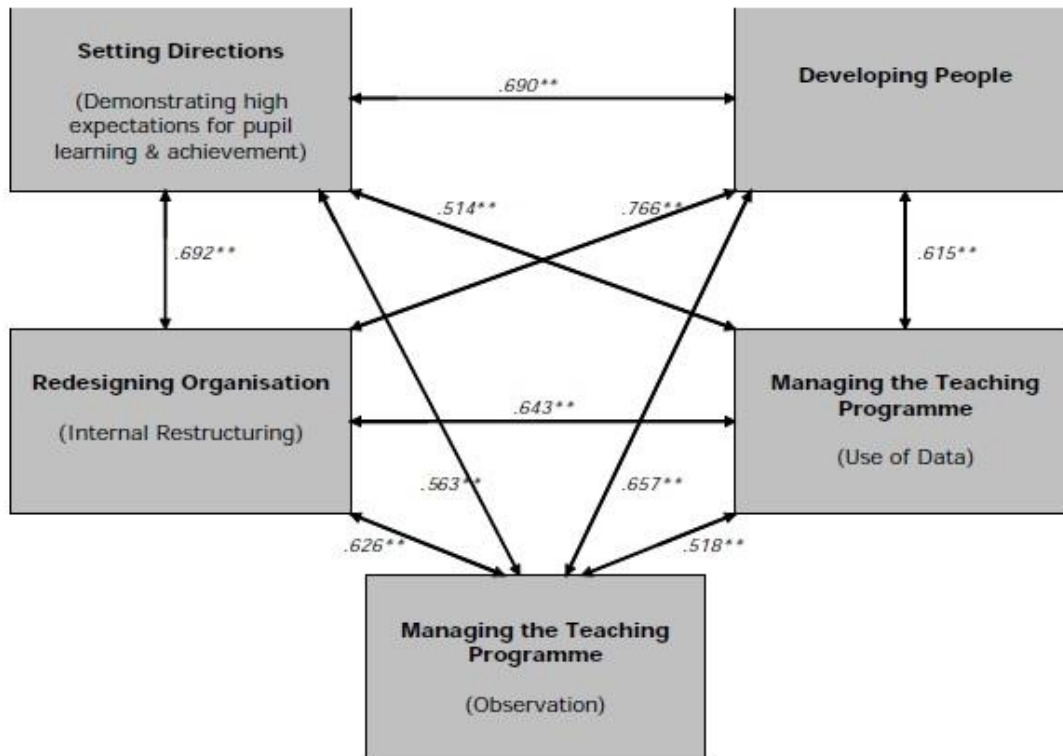 Setting Directions
(Demonstrating high
expectations for pupil
learning & achievement)
.690**
Developing People
.514**
.766**
.692**
.615**
Redesigning Organisation
(Internal Restructuring)
.643**
Managing the Teaching
Programme
(Use of Data)
.563**
.657**
.626**
.518**
Managing the Teaching
Programme
(Observation)